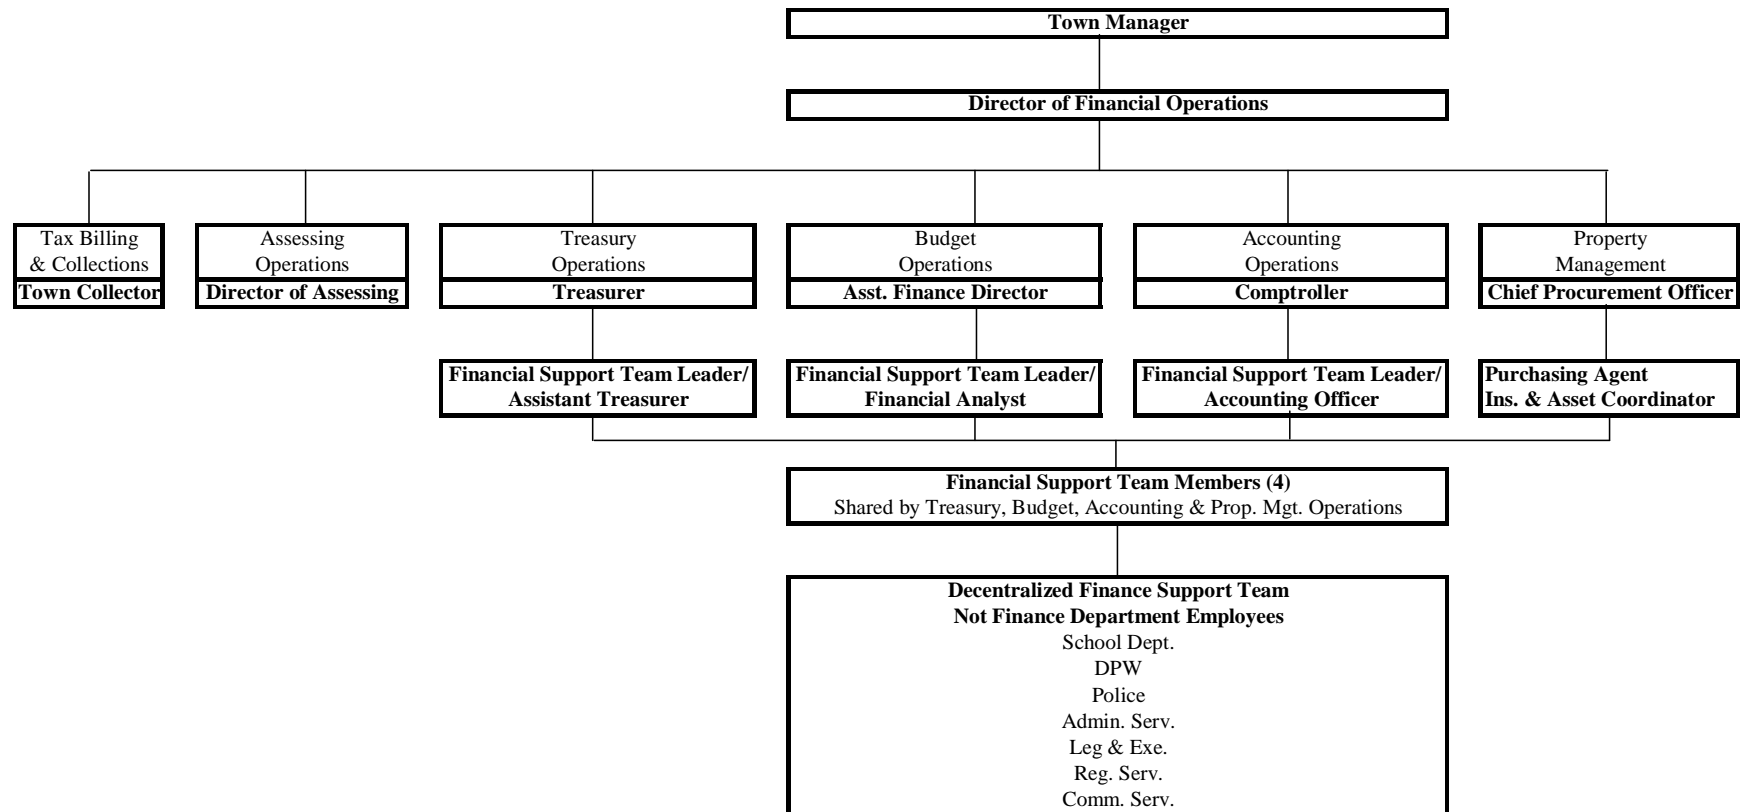 Town Manager
Director of Financial Operations
Tax Billing
& Collections
Town Collector
Assessing
Operations
Director of Assessing
Treasury
Operations
Treasurer
Budget
Operations
Asst. Finance Director
Accounting
Operations
Comptroller
Property
Management
Chief Procurement Officer
Financial Support Team Leader/
Assistant Treasurer
Financial Support Team Leader/
Financial Analyst
Financial Support Team Leader/
Accounting Officer
Purchasing Agent
Ins. & Asset Coordinator
Financial Support Team Members (4)
Shared by Treasury, Budget, Accounting & Prop. Mgt. Operations
Decentralized Finance Support Team
Not Finance Department Employees
School Dept.
DPW
Police
Admin. Serv.
Leg & Exe.
Reg. Serv.
Comm. Serv.